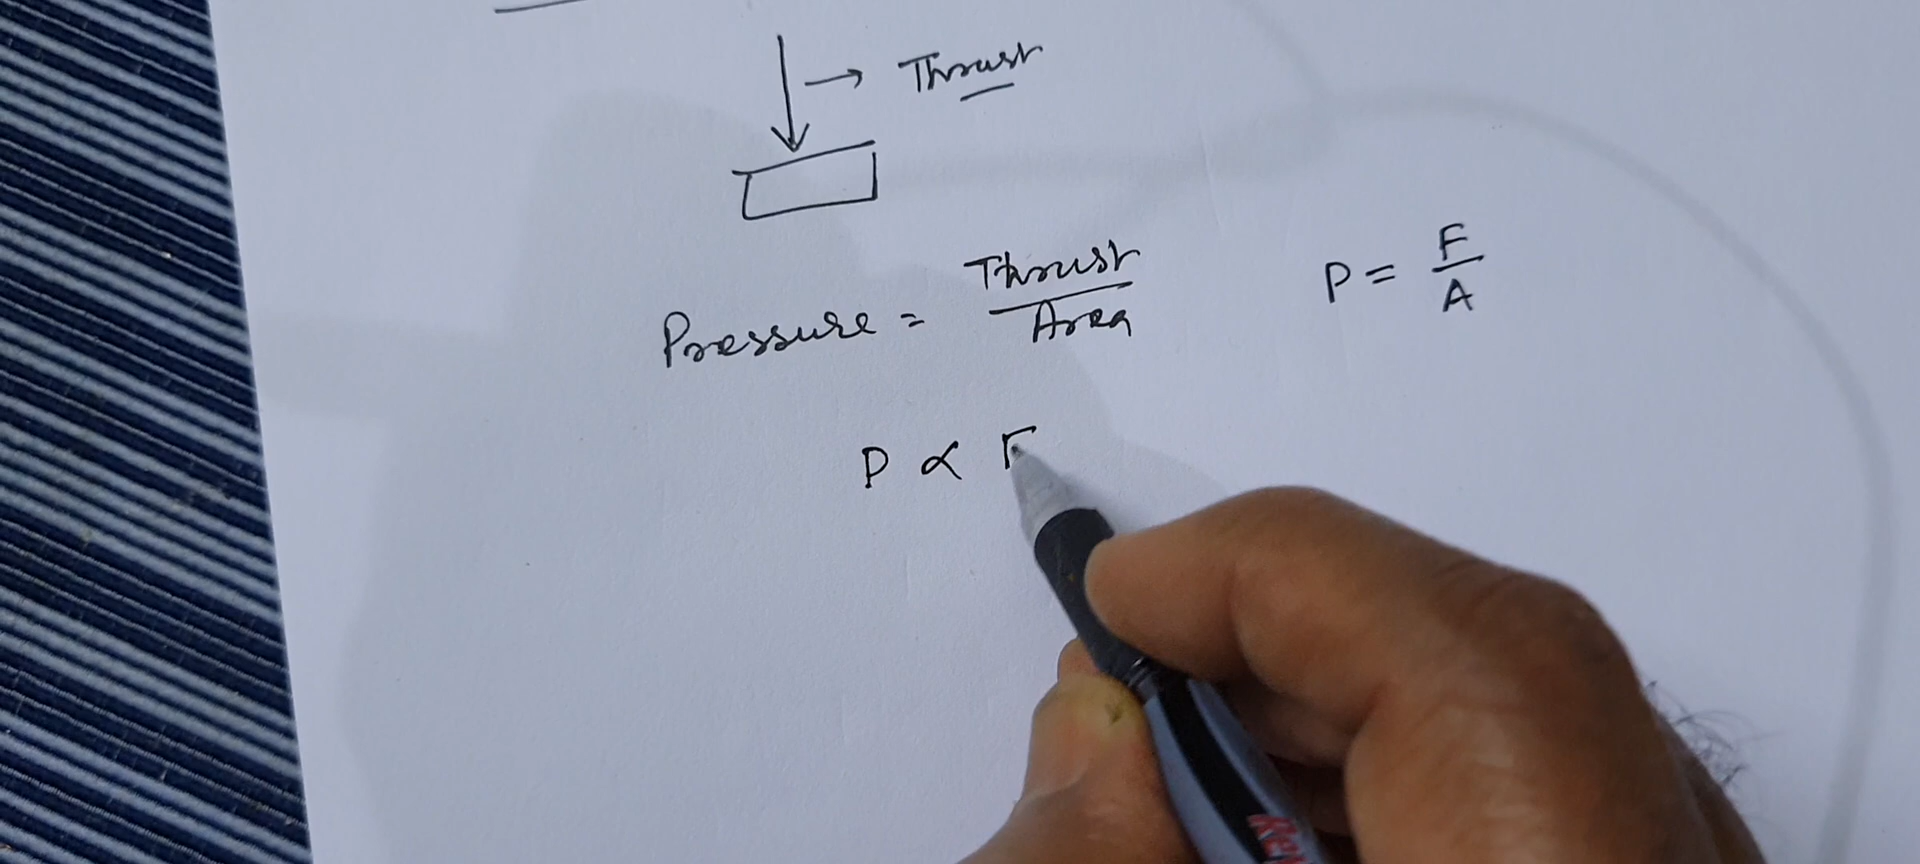 → Thrust
Pressure = Thrust / Area
P = F / A
P ∝ F